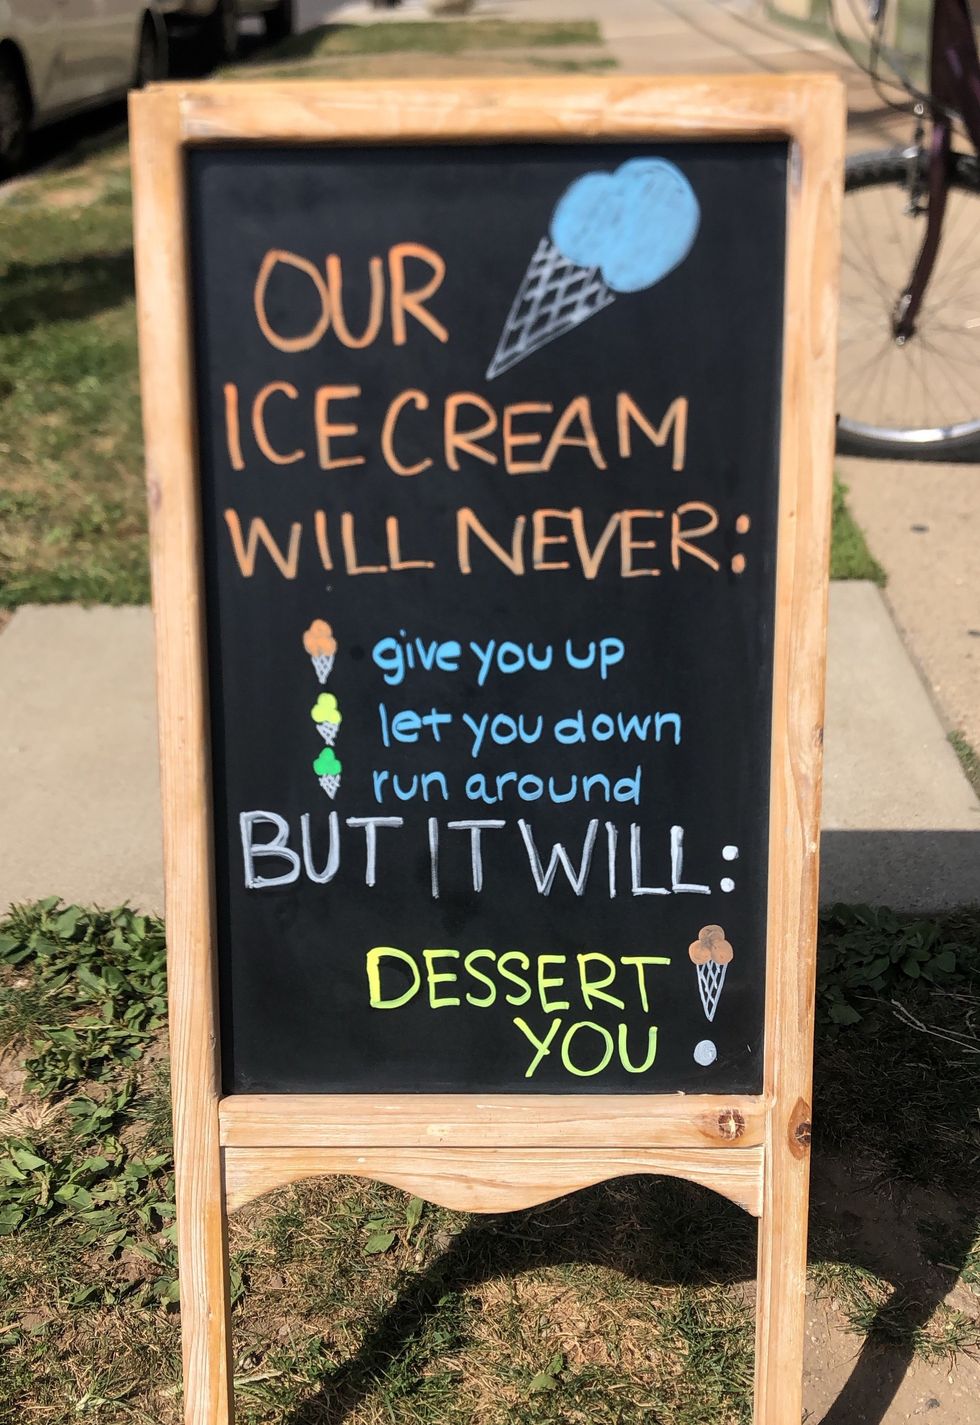 OUR
ICE CREAM
WILL NEVER:
give you up
let you down
run around
BUT IT WILL:
DESSERT
YOU